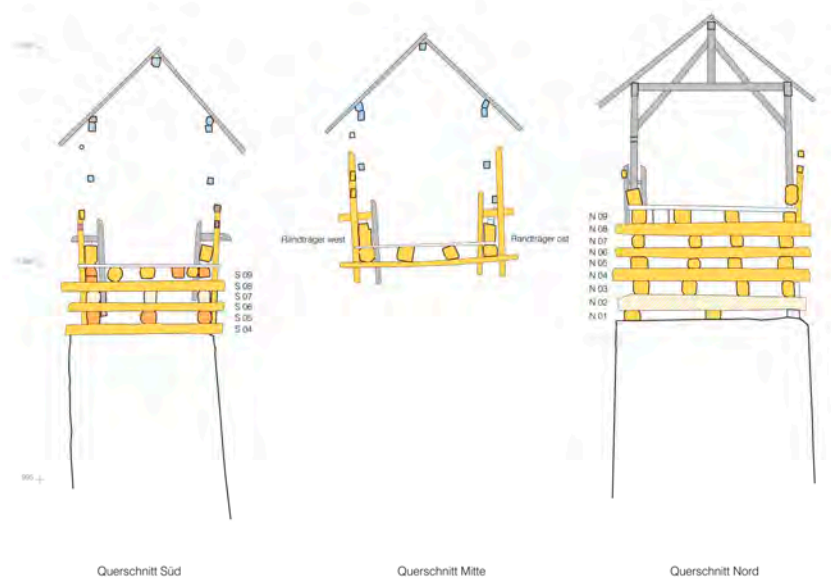 S 09
S 08
S 07
S 06
S 05
S 04
Randträger west
Randträger ost
N 09
N 08
N 07
N 06
N 05
N 04
N 03
N 02
N 01
Querschnitt Süd
Querschnitt Mitte
Querschnitt Nord